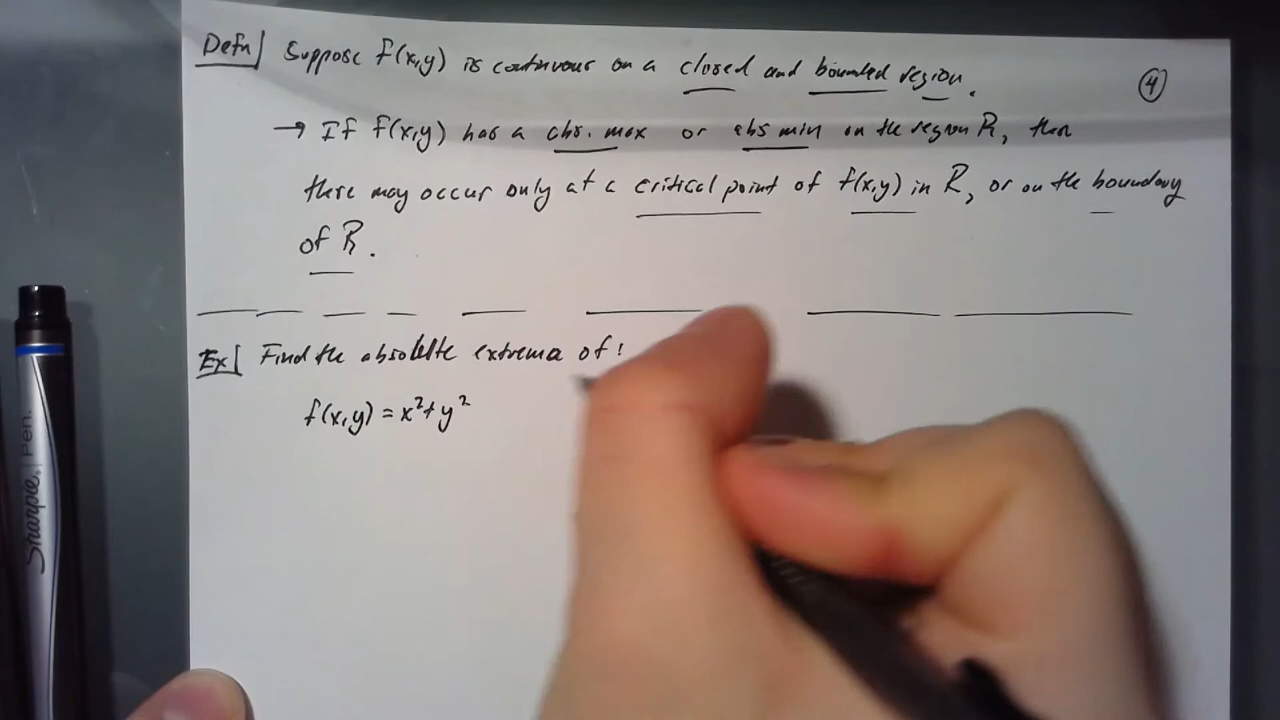 Defn| Suppose f(x,y) is continuous on a closed and bounded region.
④
→ If f(x,y) has a abs. max or abs min on the region R, then
these may occur only at a critical point of f(x,y) in R, or on the boundary
of R.
Ex| Find the absolute extrema of:
f(x,y) = x²+y²
Sharpie. | Pen.